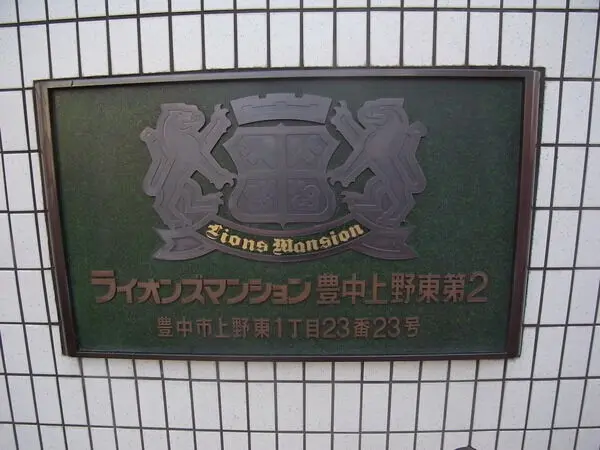 Lions Mansion
ライオンズマンション豊中上野東第2
豊中市上野東1丁目23番23号